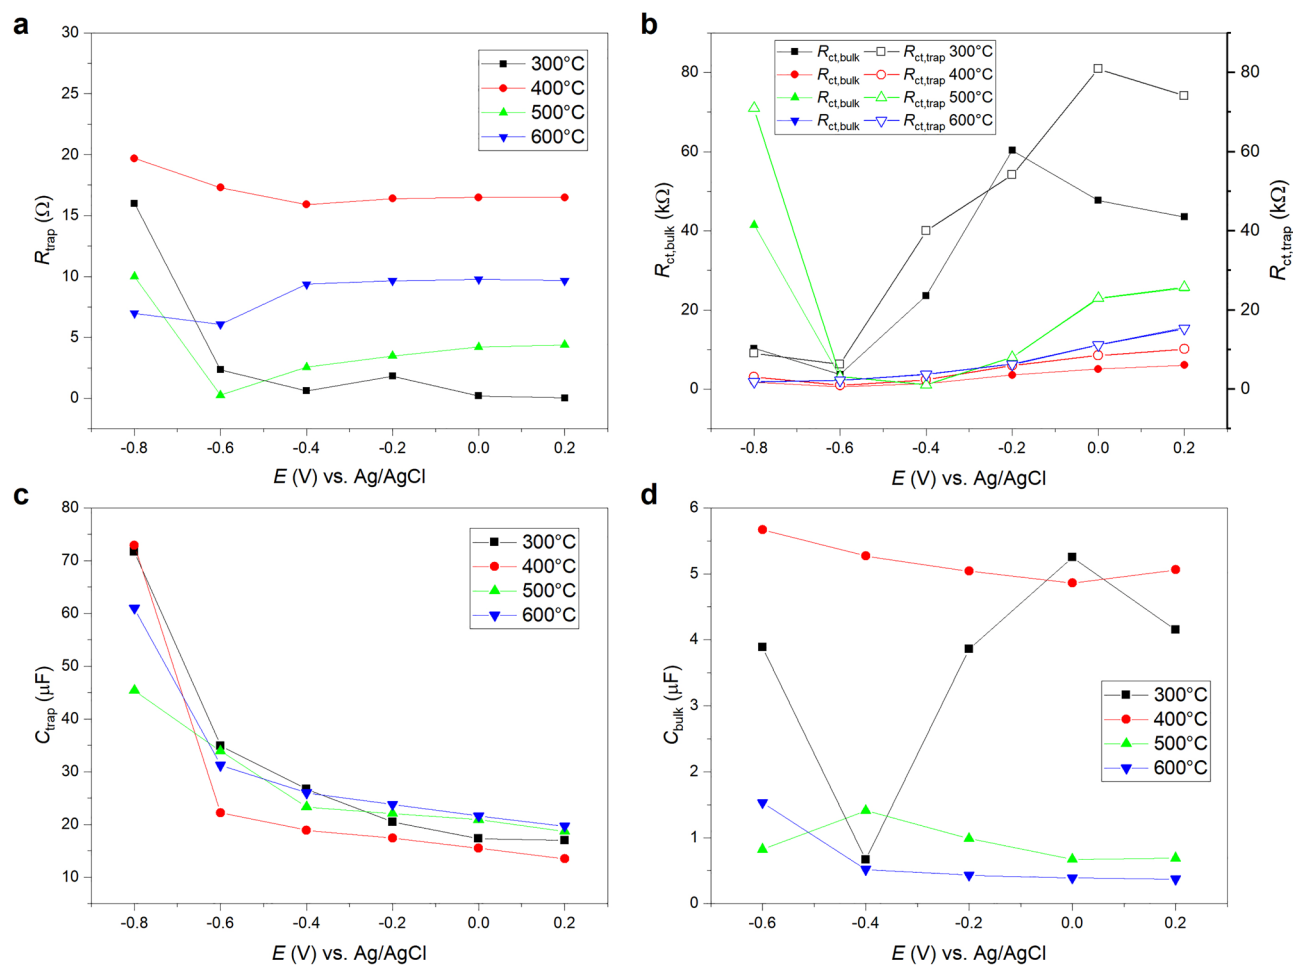 a
30
25
20
15
10
5
0
R_trap (Ω)
300°C
400°C
500°C
600°C
-0.8 -0.6 -0.4 -0.2 0.0 0.2
E (V) vs. Ag/AgCl
b
80
60
40
20
0
R_ct,bulk (kΩ)
R_ct,bulk R_ct,trap 300°C
R_ct,bulk R_ct,trap 400°C
R_ct,bulk R_ct,trap 500°C
R_ct,bulk R_ct,trap 600°C
80
60
40
20
0
R_ct,trap (kΩ)
-0.8 -0.6 -0.4 -0.2 0.0 0.2
E (V) vs. Ag/AgCl
c
80
70
60
50
40
30
20
10
C_trap (μF)
300°C
400°C
500°C
600°C
-0.8 -0.6 -0.4 -0.2 0.0 0.2
E (V) vs. Ag/AgCl
d
6
5
4
3
2
1
0
C_bulk (μF)
300°C
400°C
500°C
600°C
-0.6 -0.4 -0.2 0.0 0.2
E (V) vs. Ag/AgCl